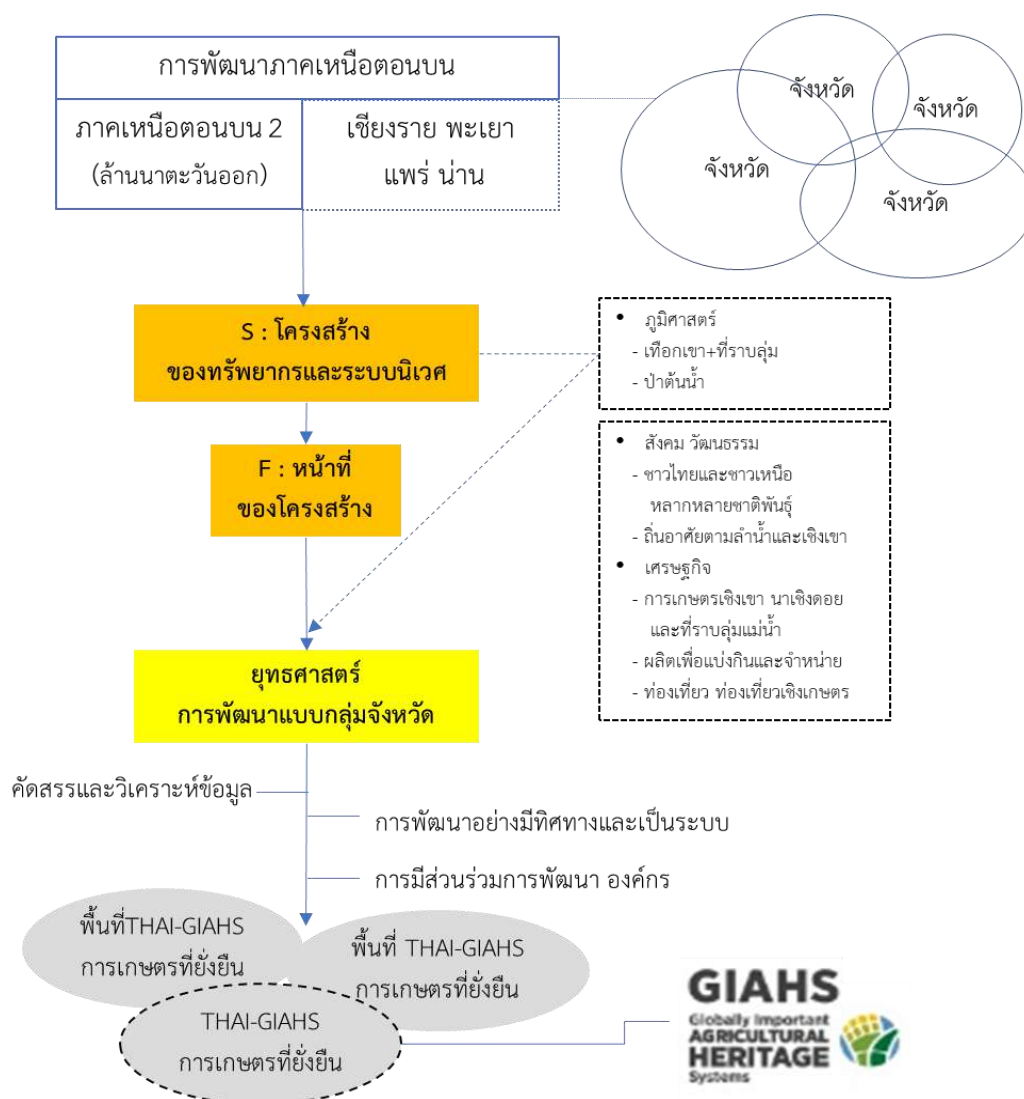 การพัฒนาภาคเหนือตอนบน
ภาคเหนือตอนบน 2
(ล้านนาตะวันออก)
เชียงราย พะเยา
แพร่ น่าน
จังหวัด
จังหวัด
จังหวัด
จังหวัด
S : โครงสร้าง
ของทรัพยากรและระบบนิเวศ
• ภูมิศาสตร์
- เทือกเขา+ที่ราบลุ่ม
- ป่าต้นน้ำ
F : หน้าที่
ของโครงสร้าง
• สังคม วัฒนธรรม
- ชาวไทยและชาวเหนือ
หลากหลายชาติพันธุ์
- ถิ่นอาศัยตามลำน้ำและเชิงเขา
• เศรษฐกิจ
- การเกษตรเชิงเขา นาเชิงดอย
และที่ราบลุ่มแม่น้ำ
- ผลิตเพื่อแบ่งกินและจำหน่าย
- ท่องเที่ยว ท่องเที่ยวเชิงเกษตร
ยุทธศาสตร์
การพัฒนาแบบกลุ่มจังหวัด
คัดสรรและวิเคราะห์ข้อมูล
การพัฒนาอย่างมีทิศทางและเป็นระบบ
การมีส่วนร่วมการพัฒนา องค์กร
พื้นที่THAI-GIAHS
การเกษตรที่ยั่งยืน
พื้นที่ THAI-GIAHS
การเกษตรที่ยั่งยืน
THAI-GIAHS
การเกษตรที่ยั่งยืน
GIAHS
Globally Important
AGRICULTURAL
HERITAGE
Systems